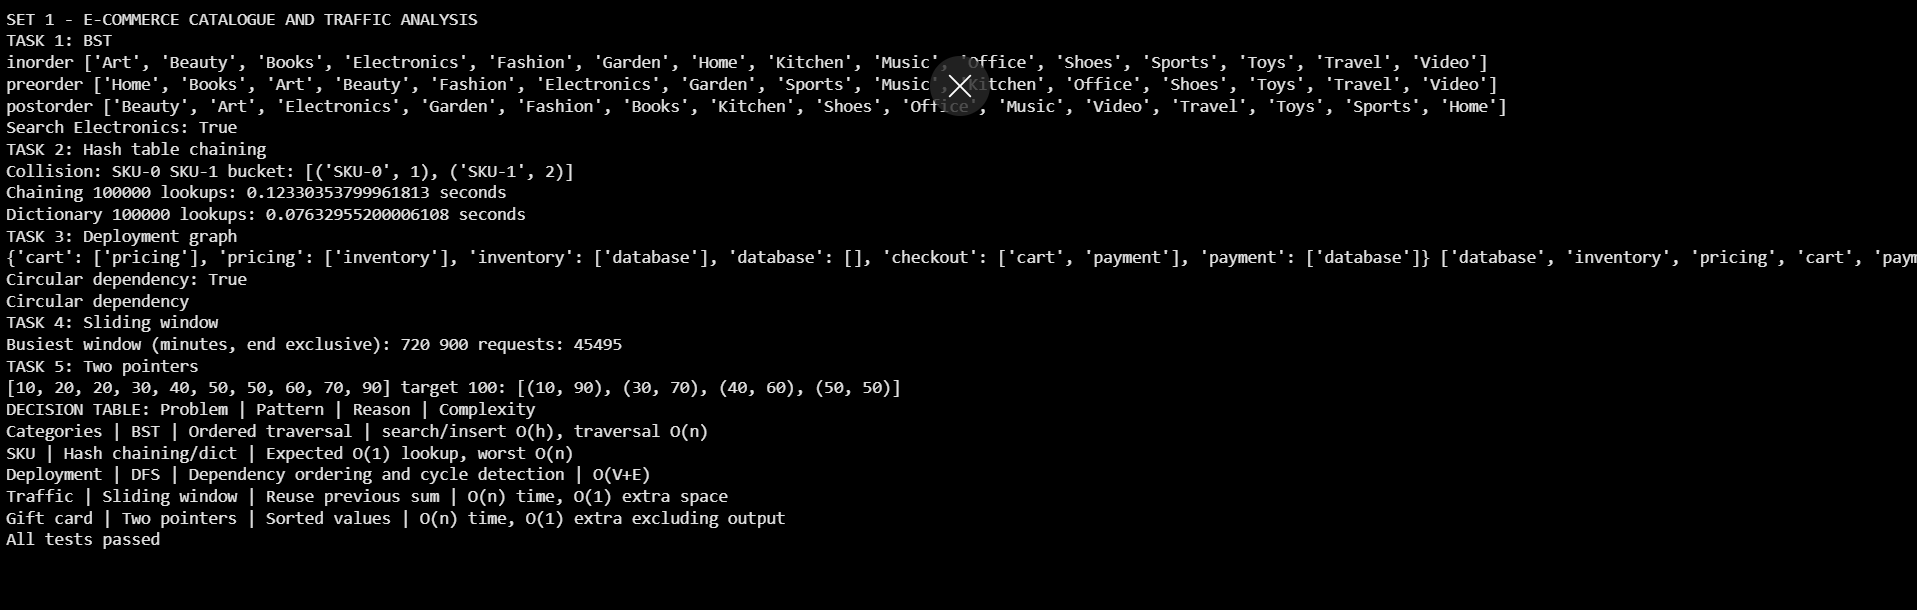 SET 1 - E-COMMERCE CATALOGUE AND TRAFFIC ANALYSIS
TASK 1: BST
inorder ['Art', 'Beauty', 'Books', 'Electronics', 'Fashion', 'Garden', 'Home', 'Kitchen', 'Music', 'Office', 'Shoes', 'Sports', 'Toys', 'Travel', 'Video']
preorder ['Home', 'Books', 'Art', 'Beauty', 'Fashion', 'Electronics', 'Garden', 'Sports', 'Music', 'Kitchen', 'Office', 'Shoes', 'Toys', 'Travel', 'Video']
postorder ['Beauty', 'Art', 'Electronics', 'Garden', 'Fashion', 'Books', 'Kitchen', 'Shoes', 'Office', 'Music', 'Video', 'Travel', 'Toys', 'Sports', 'Home']
Search Electronics: True
TASK 2: Hash table chaining
Collision: SKU-0 SKU-1 bucket: [('SKU-0', 1), ('SKU-1', 2)]
Chaining 100000 lookups: 0.12330353799961813 seconds
Dictionary 100000 lookups: 0.07632955200006108 seconds
TASK 3: Deployment graph
{'cart': ['pricing'], 'pricing': ['inventory'], 'inventory': ['database'], 'database': [], 'checkout': ['cart', 'payment'], 'payment': ['database']} ['database', 'inventory', 'pricing', 'cart',
Circular dependency: True
Circular dependency
TASK 4: Sliding window
Busiest window (minutes, end exclusive): 720 900 requests: 45495
TASK 5: Two pointers
[10, 20, 20, 30, 40, 50, 50, 60, 70, 90] target 100: [(10, 90), (30, 70), (40, 60), (50, 50)]
DECISION TABLE: Problem | Pattern | Reason | Complexity
Categories | BST | Ordered traversal | search/insert O(h), traversal O(n)
SKU | Hash chaining/dict | Expected O(1) lookup, worst O(n)
Deployment | DFS | Dependency ordering and cycle detection | O(V+E)
Traffic | Sliding window | Reuse previous sum | O(n) time, O(1) extra space
Gift card | Two pointers | Sorted values | O(n) time, O(1) extra excluding output
All tests passed